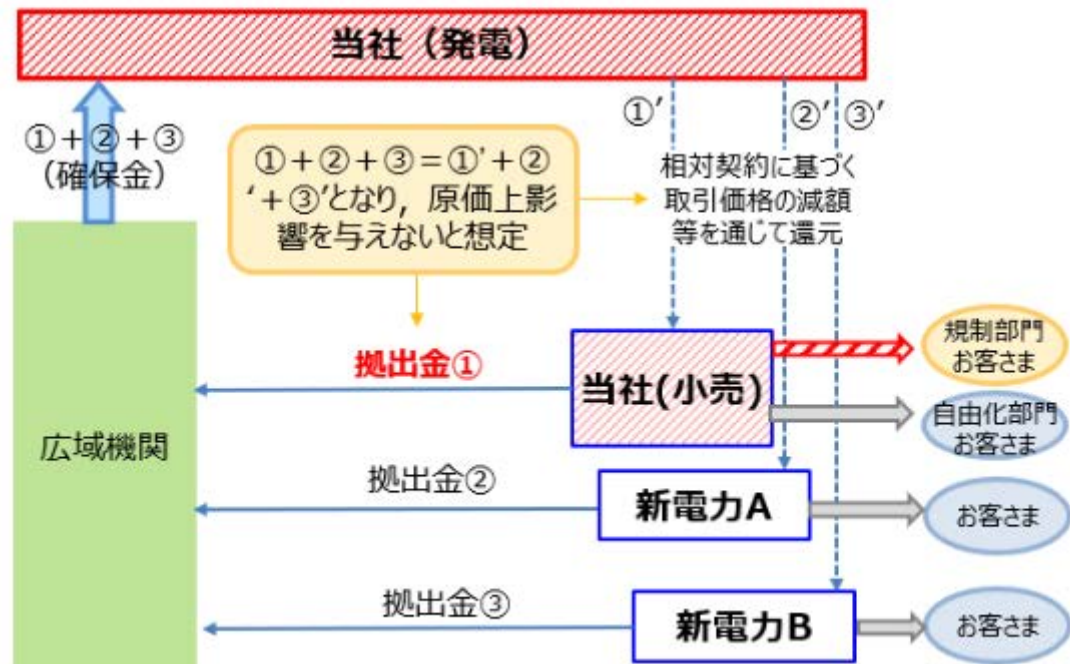 当社（発電）
①＋②＋③
（確保金）
①＋②＋③＝①'＋②
'＋③'となり，原価上影
響を与えないと想定
①'
②'
③'
相対契約に基づく
取引価格の減額
等を通じて還元
広域機関
拠出金①
当社(小売)
規制部門
お客さま
自由化部門
お客さま
拠出金②
新電力A
お客さま
拠出金③
新電力B
お客さま